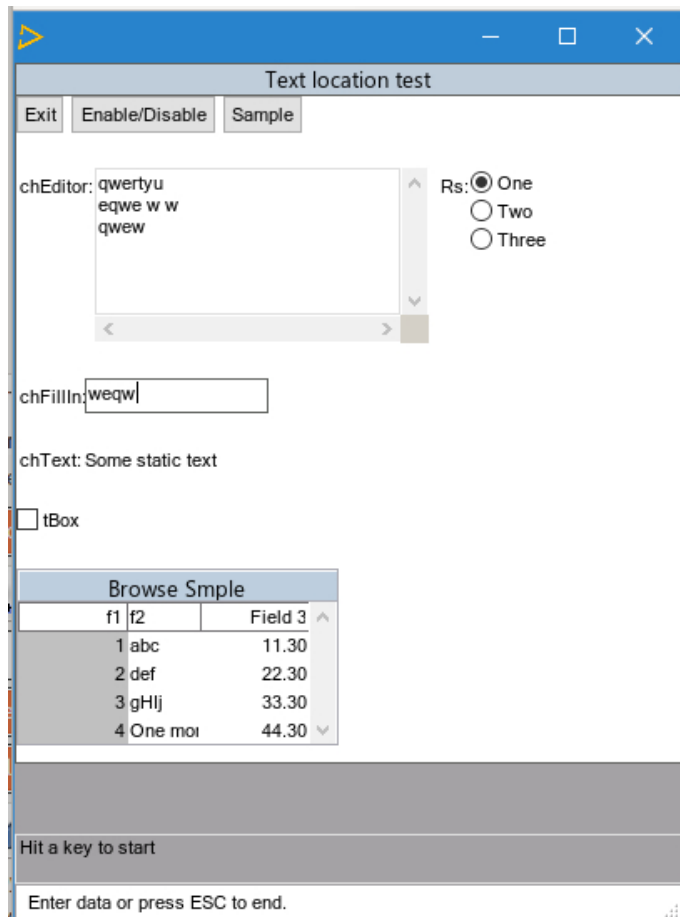 Text location test
Exit Enable/Disable Sample
chEditor: qwertyu
eqwe w w
qwew
Rs: One
Two
Three
chFillIn: weqw
chText: Some static text
tBox
Browse Smple
f1 f2 Field 3
1 abc 11.30
2 def 22.30
3 gHIj 33.30
4 One mor 44.30
Hit a key to start
Enter data or press ESC to end.